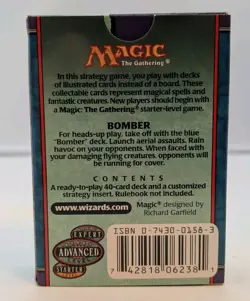 MAGIC
The Gathering®
In this strategy game, you play with decks
of illustrated cards instead of a board. These
collectable cards represent magical spells and
fantastic creatures. New players should begin with
a Magic: The Gathering® starter-level game.
BOMBER
For heads-up play, take off with the blue
"Bomber" deck. Launch aerial assaults. Rain
havoc on your opponents. When faced with
your damaging flying creatures, opponents will
be running for cover.
CONTENTS
A ready-to-play 40-card deck and a customized
strategy insert. Rulebook not included.
www.wizards.com
Magic® designed by
Richard Garfield
EXPERT
ADVANCED
STARTER
ISBN 0-7430-0158-3
7 42818 06238 1